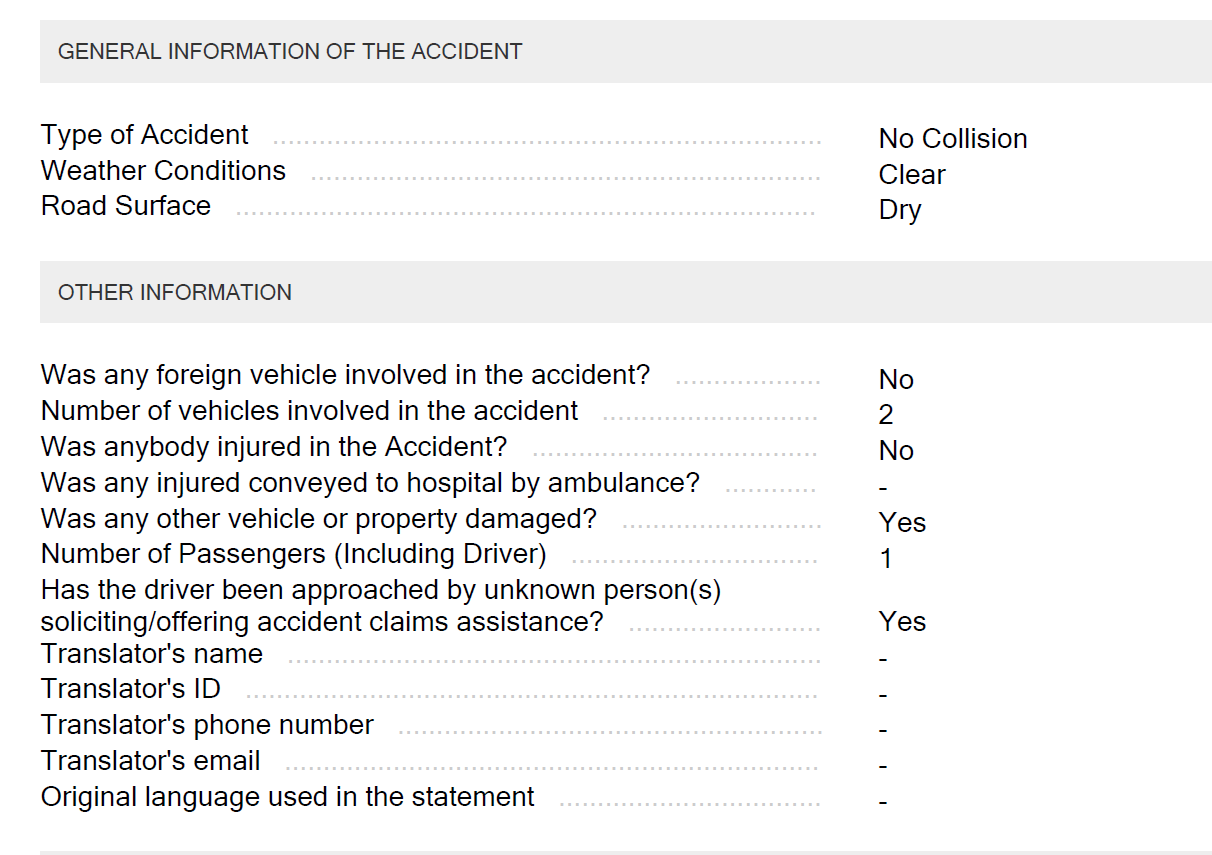 GENERAL INFORMATION OF THE ACCIDENT
Type of Accident ........ No Collision
Weather Conditions ........ Clear
Road Surface ........ Dry
OTHER INFORMATION
Was any foreign vehicle involved in the accident? ........ No
Number of vehicles involved in the accident ........ 2
Was anybody injured in the Accident? ........ No
Was any injured conveyed to hospital by ambulance? ........ -
Was any other vehicle or property damaged? ........ Yes
Number of Passengers (Including Driver) ........ 1
Has the driver been approached by unknown person(s)
soliciting/offering accident claims assistance? ........ Yes
Translator's name ........ -
Translator's ID ........ -
Translator's phone number ........ -
Translator's email ........ -
Original language used in the statement ........ -